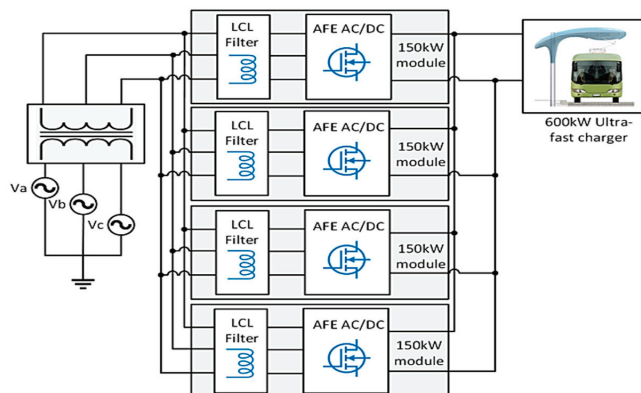 LCL
Filter
AFE AC/DC
150kW
module
LCL
Filter
AFE AC/DC
150kW
module
LCL
Filter
AFE AC/DC
150kW
module
LCL
Filter
AFE AC/DC
150kW
module
600kW Ultra-
fast charger
Va
Vb
Vc